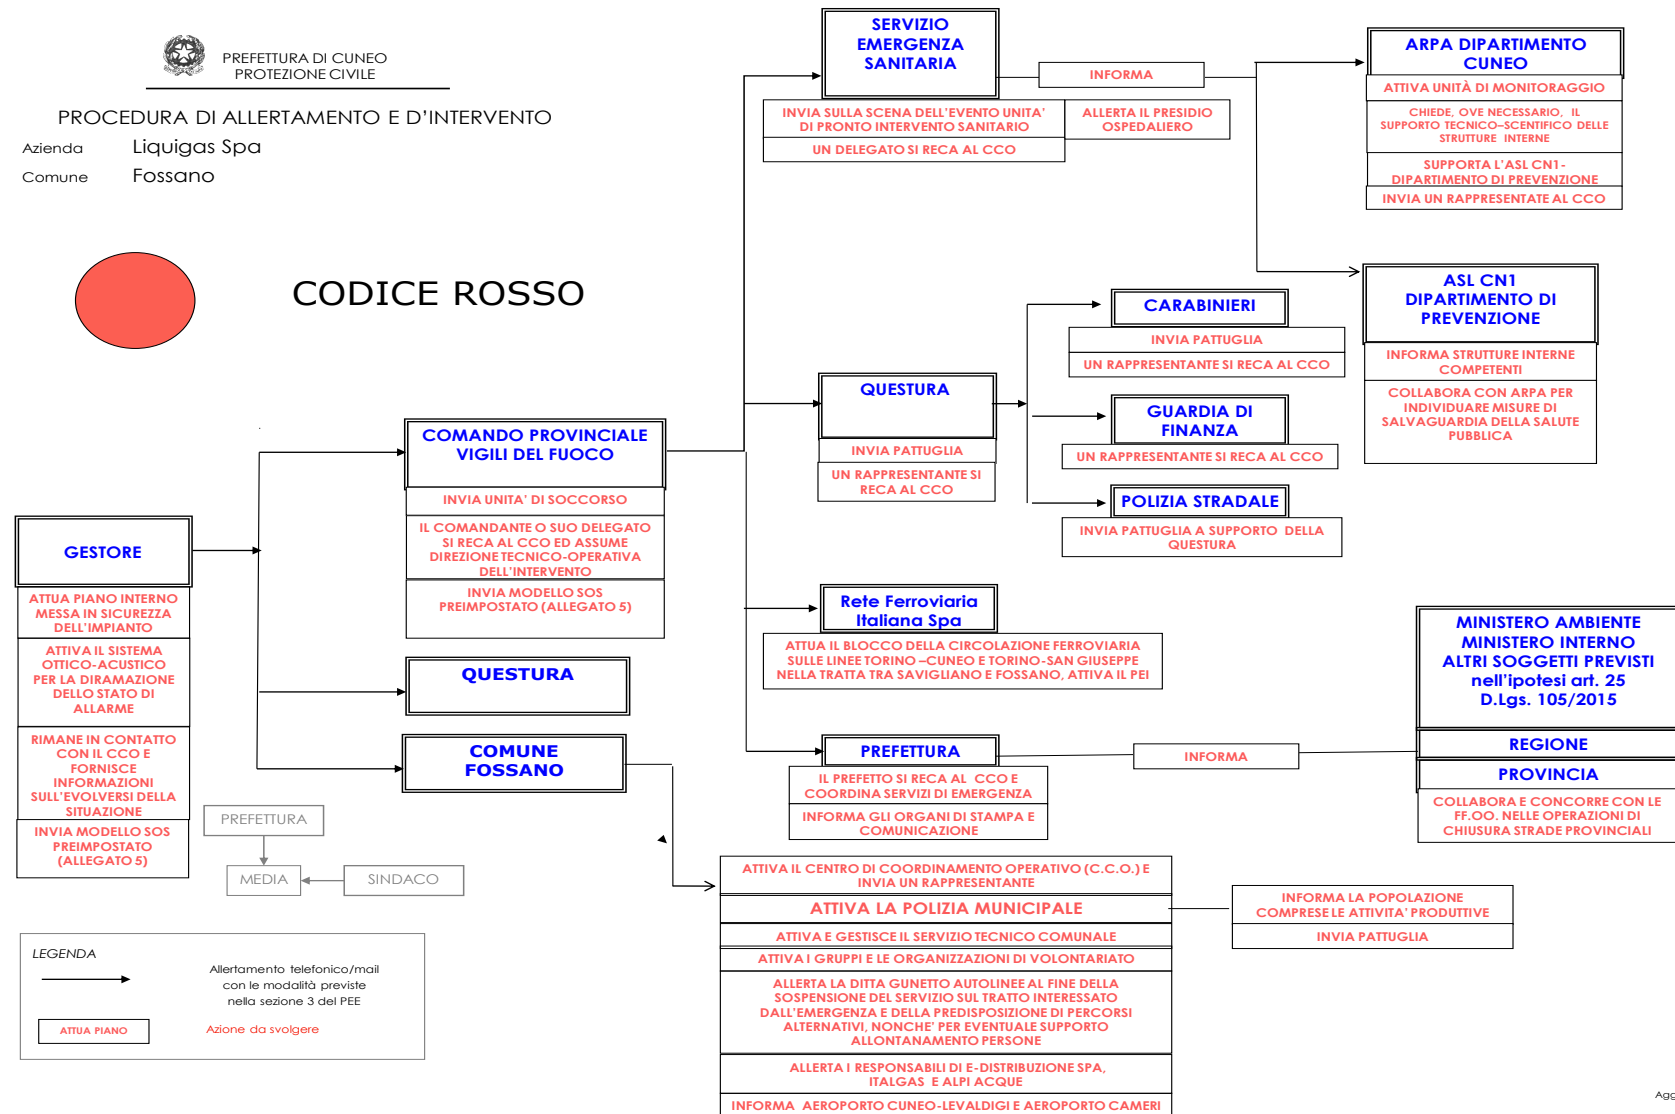 PREFETTURA DI CUNEO
PROTEZIONE CIVILE
PROCEDURA DI ALLERTAMENTO E D'INTERVENTO
Azienda Liquigas Spa
Comune Fossano
CODICE ROSSO
GESTORE
ATTUA PIANO INTERNO
MESSA IN SICUREZZA
DELL'IMPIANTO
ATTIVA IL SISTEMA
OTTICO-ACUSTICO
PER LA DIRAMAZIONE
DELLO STATO DI
ALLARME
RIMANE IN CONTATTO
CON IL CCO E
FORNISCE
INFORMAZIONI
SULL'EVOLVERSI DELLA
SITUAZIONE
INVIA MODELLO SOS
PREIMPOSTATO
(ALLEGATO 5)
COMANDO PROVINCIALE
VIGILI DEL FUOCO
INVIA UNITA' DI SOCCORSO
IL COMANDANTE O SUO DELEGATO
SI RECA AL CCO ED ASSUME
DIREZIONE TECNICO-OPERATIVA
DELL'INTERVENTO
INVIA MODELLO SOS
PREIMPOSTATO (ALLEGATO 5)
QUESTURA
COMUNE
FOSSANO
PREFETTURA
MEDIA
SINDACO
LEGENDA
Allertamento telefonico/mail
con le modalità previste
nella sezione 3 del PEE
ATTUA PIANO
Azione da svolgere
SERVIZIO
EMERGENZA
SANITARIA
INVIA SULLA SCENA DELL'EVENTO UNITA'
DI PRONTO INTERVENTO SANITARIO
UN DELEGATO SI RECA AL CCO
ALLERTA IL PRESIDIO
OSPEDALIERO
INFORMA
ARPA DIPARTIMENTO
CUNEO
ATTIVA UNITÀ DI MONITORAGGIO
CHIEDE, OVE NECESSARIO, IL
SUPPORTO TECNICO–SCENTIFICO DELLE
STRUTTURE INTERNE
SUPPORTA L'ASL CN1-
DIPARTIMENTO DI PREVENZIONE
INVIA UN RAPPRESENTATE AL CCO
ASL CN1
DIPARTIMENTO DI
PREVENZIONE
INFORMA STRUTTURE INTERNE
COMPETENTI
COLLABORA CON ARPA PER
INDIVIDUARE MISURE DI
SALVAGUARDIA DELLA SALUTE
PUBBLICA
QUESTURA
INVIA PATTUGLIA
UN RAPPRESENTANTE SI
RECA AL CCO
CARABINIERI
INVIA PATTUGLIA
UN RAPPRESENTANTE SI RECA AL CCO
GUARDIA DI
FINANZA
UN RAPPRESENTANTE SI RECA AL CCO
POLIZIA STRADALE
INVIA PATTUGLIA A SUPPORTO DELLA
QUESTURA
Rete Ferroviaria
Italiana Spa
ATTUA IL BLOCCO DELLA CIRCOLAZIONE FERROVIARIA
SULLE LINEE TORINO –CUNEO E TORINO-SAN GIUSEPPE
NELLA TRATTA TRA SAVIGLIANO E FOSSANO, ATTIVA IL PEI
PREFETTURA
IL PREFETTO SI RECA AL CCO E
COORDINA SERVIZI DI EMERGENZA
INFORMA GLI ORGANI DI STAMPA E
COMUNICAZIONE
INFORMA
MINISTERO AMBIENTE
MINISTERO INTERNO
ALTRI SOGGETTI PREVISTI
nell'ipotesi art. 25
D.Lgs. 105/2015
REGIONE
PROVINCIA
COLLABORA E CONCORRE CON LE
FF.OO. NELLE OPERAZIONI DI
CHIUSURA STRADE PROVINCIALI
ATTIVA IL CENTRO DI COORDINAMENTO OPERATIVO (C.C.O.) E
INVIA UN RAPPRESENTANTE
ATTIVA LA POLIZIA MUNICIPALE
ATTIVA E GESTISCE IL SERVIZIO TECNICO COMUNALE
ATTIVA I GRUPPI E LE ORGANIZZAZIONI DI VOLONTARIATO
ALLERTA LA DITTA GUNETTO AUTOLINEE AL FINE DELLA
SOSPENSIONE DEL SERVIZIO SUL TRATTO INTERESSATO
DALL'EMERGENZA E DELLA PREDISPOSIZIONE DI PERCORSI
ALTERNATIVI, NONCHE' PER EVENTUALE SUPPORTO
ALLONTANAMENTO PERSONE
ALLERTA I RESPONSABILI DI E-DISTRIBUZIONE SPA,
ITALGAS E ALPI ACQUE
INFORMA AEROPORTO CUNEO-LEVALDIGI E AEROPORTO CAMERI
INFORMA LA POPOLAZIONE
COMPRESE LE ATTIVITA' PRODUTTIVE
INVIA PATTUGLIA
Agg